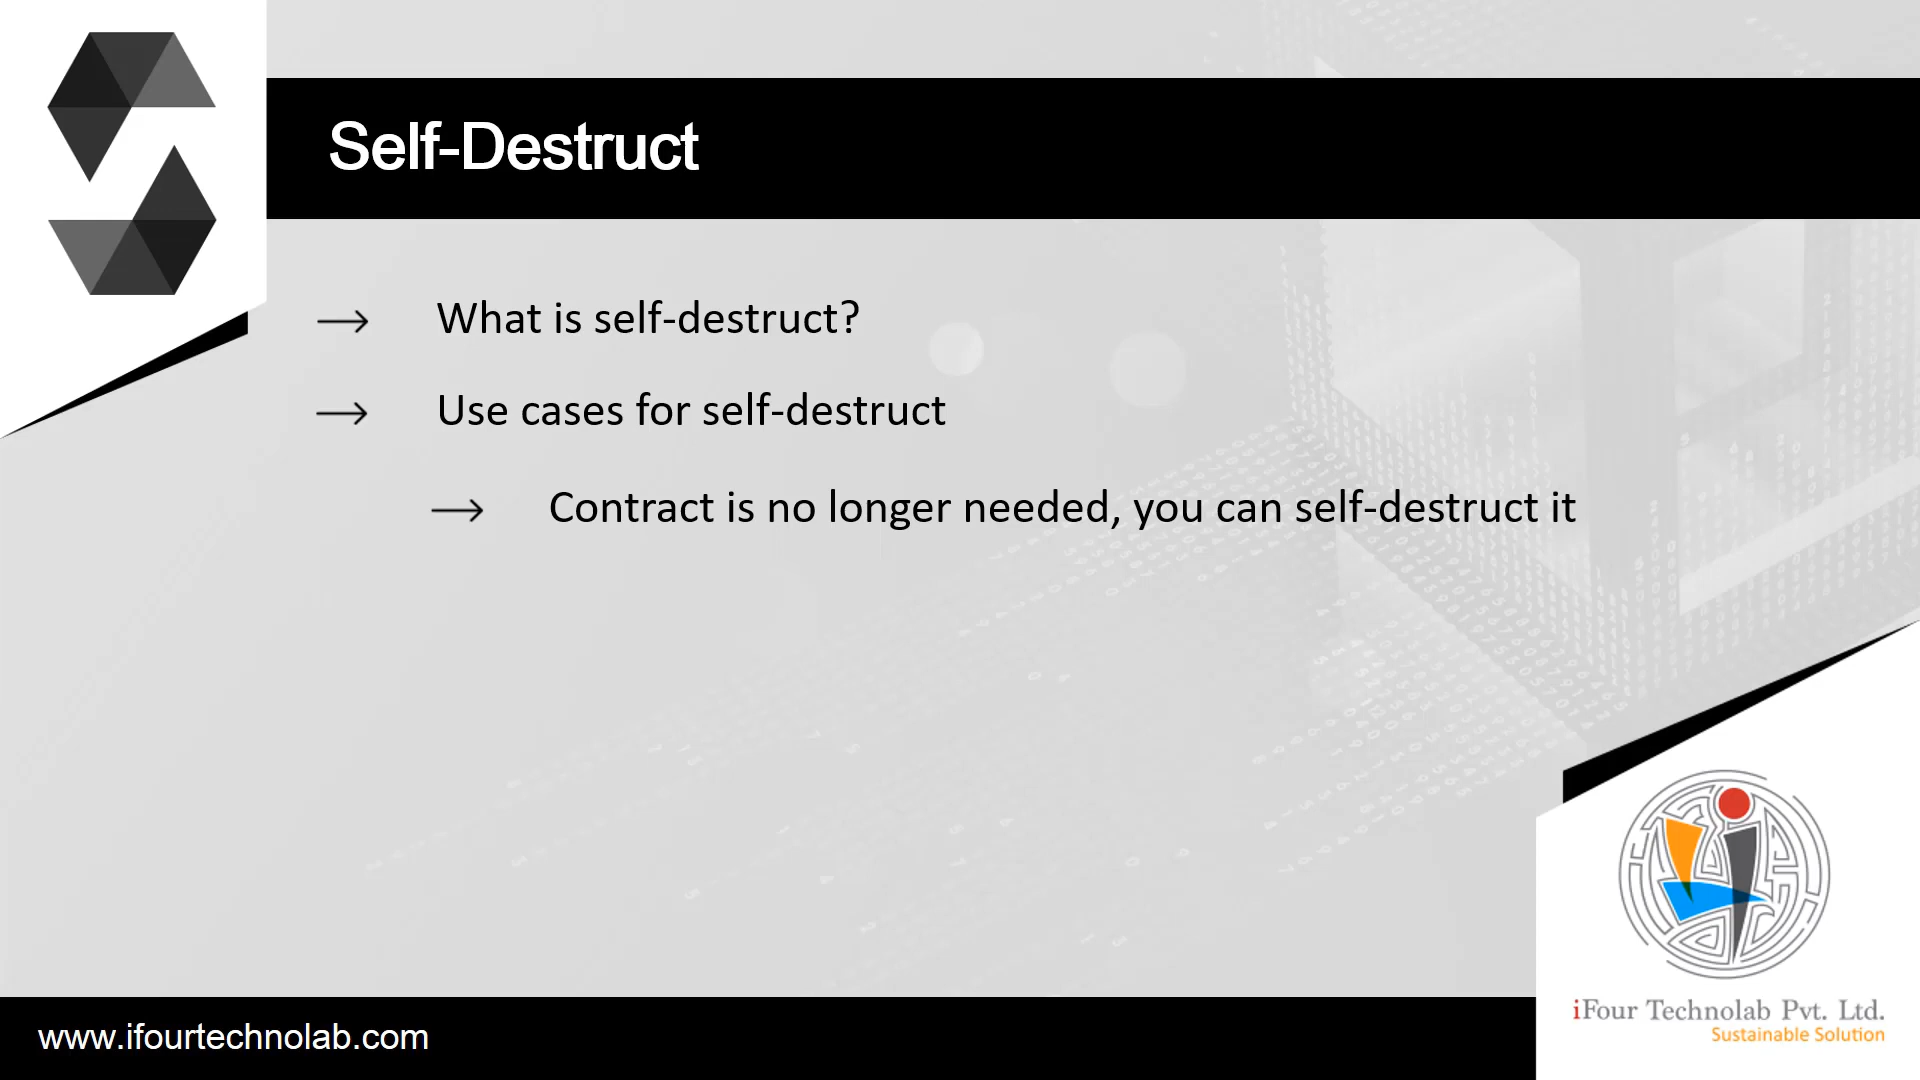 Self-Destruct
What is self-destruct?
Use cases for self-destruct
Contract is no longer needed, you can self-destruct it
iFour Technolab Pvt. Ltd.
Sustainable Solution
www.ifourtechnolab.com